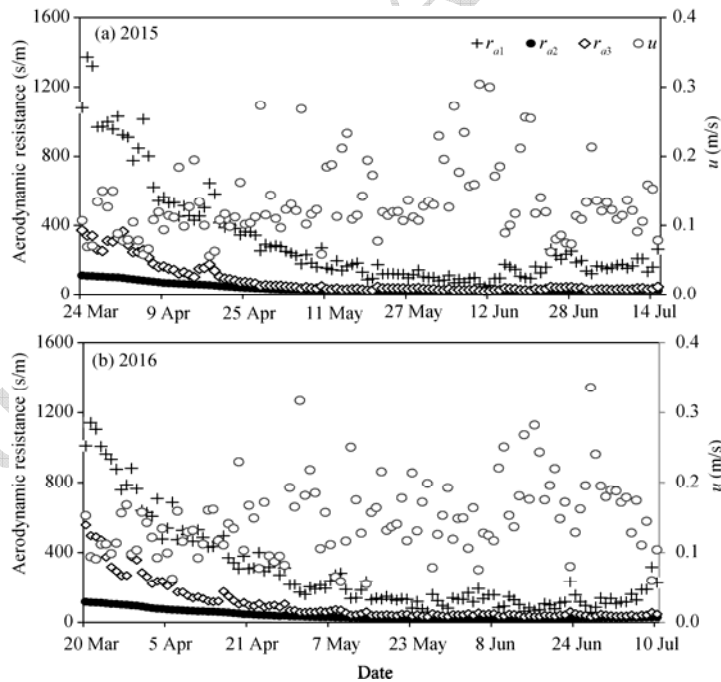 (a) 2015
r_a1 r_a2 r_a3 u
Aerodynamic resistance (s/m)
1600
1200
800
400
0
0.4
0.3
0.2
0.1
0.0
u (m/s)
24 Mar 9 Apr 25 Apr 11 May 27 May 12 Jun 28 Jun 14 Jul
(b) 2016
Aerodynamic resistance (s/m)
1600
1200
800
400
0
0.4
0.3
0.2
0.1
0.0
u (m/s)
20 Mar 5 Apr 21 Apr 7 May 23 May 8 Jun 24 Jun 10 Jul
Date